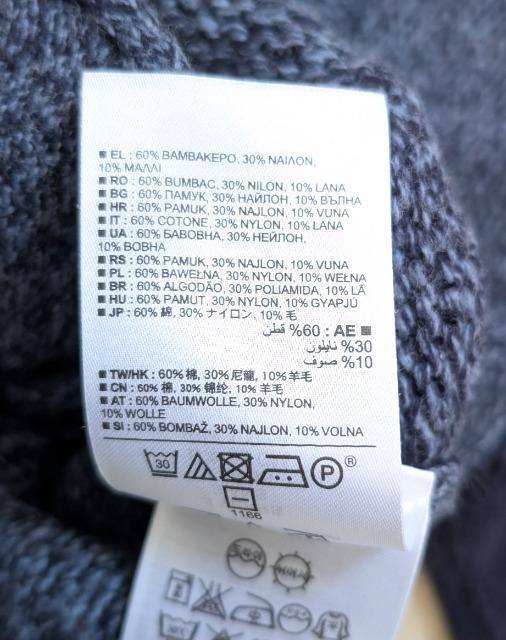 ■ EL : 60% ΒΑΜΒΑΚΕΡΟ, 30% ΝΑΙΛΟΝ,
10% ΜΑΛΛΙ
■ RO : 60% BUMBAC, 30% NILON, 10% LANA
■ BG : 60% ПАМУК, 30% НАЙЛОН, 10% ВЪЛНА
■ HR : 60% PAMUK, 30% NAJLON, 10% VUNA
■ IT : 60% COTONE, 30% NYLON, 10% LANA
■ UA : 60% БАВОВНА, 30% НЕЙЛОН,
10% ВОВНА
■ RS : 60% PAMUK, 30% NAJLON, 10% VUNA
■ PL : 60% BAWEŁNA, 30% NYLON, 10% WEŁNA
■ BR : 60% ALGODÃO, 30% POLIAMIDA, 10% LÃ
■ HU : 60% PAMUT, 30% NYLON, 10% GYAPJÚ
■ JP : 60% 綿, 30% ナイロン, 10% 毛
■ AE : 60% قطن
30% نايلون
10% صوف
■ TW/HK : 60% 棉, 30% 尼龍, 10% 羊毛
■ CN : 60% 棉, 30% 锦纶, 10% 羊毛
■ AT : 60% BAUMWOLLE, 30% NYLON,
10% WOLLE
■ SI : 60% BOMBAŽ, 30% NAJLON, 10% VOLNA
30 P ®
1166